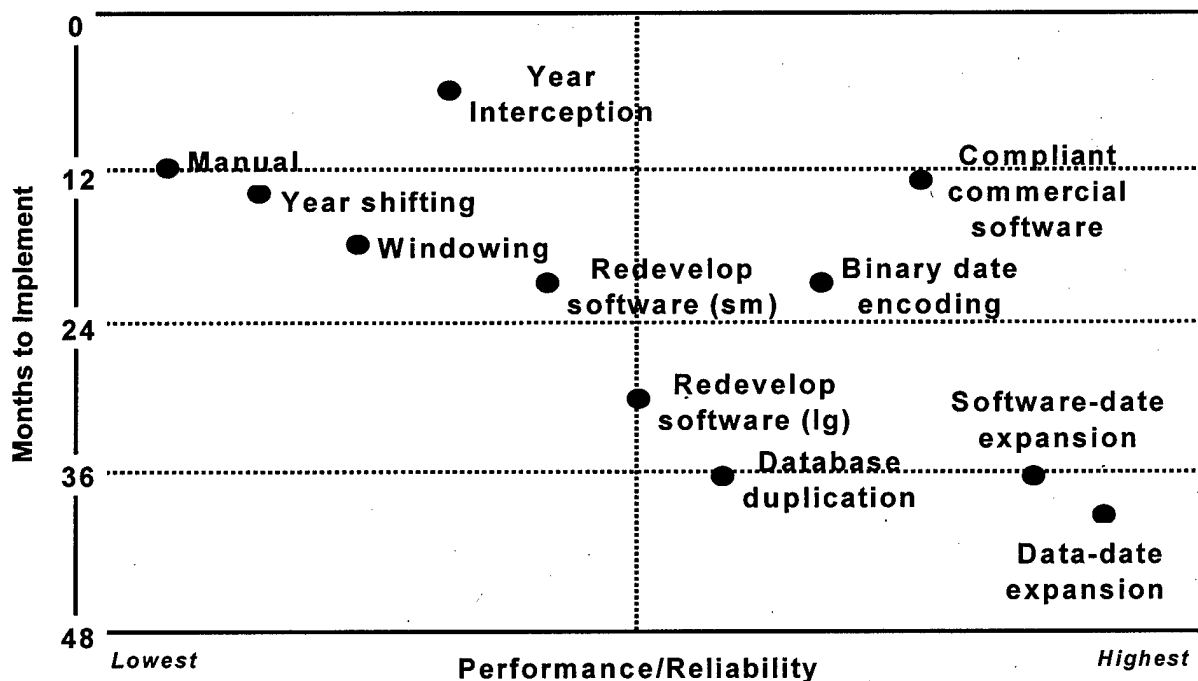 0
Year
Interception
Manual
12
Compliant
commercial
software
Year shifting
Windowing
Redevelop
software (sm)
Binary date
encoding
24
Months to Implement
Redevelop
software (lg)
Software-date
expansion
36
Database
duplication
Data-date
expansion
48
Lowest
Performance/Reliability
Highest